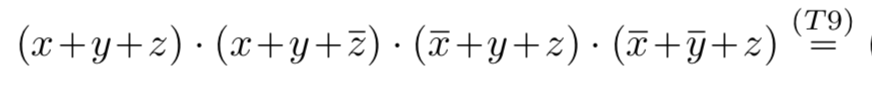 (x+y+z) · (x+y+z̄) · (x̄+y+z) · (x̄+ȳ+z) (T9) = (